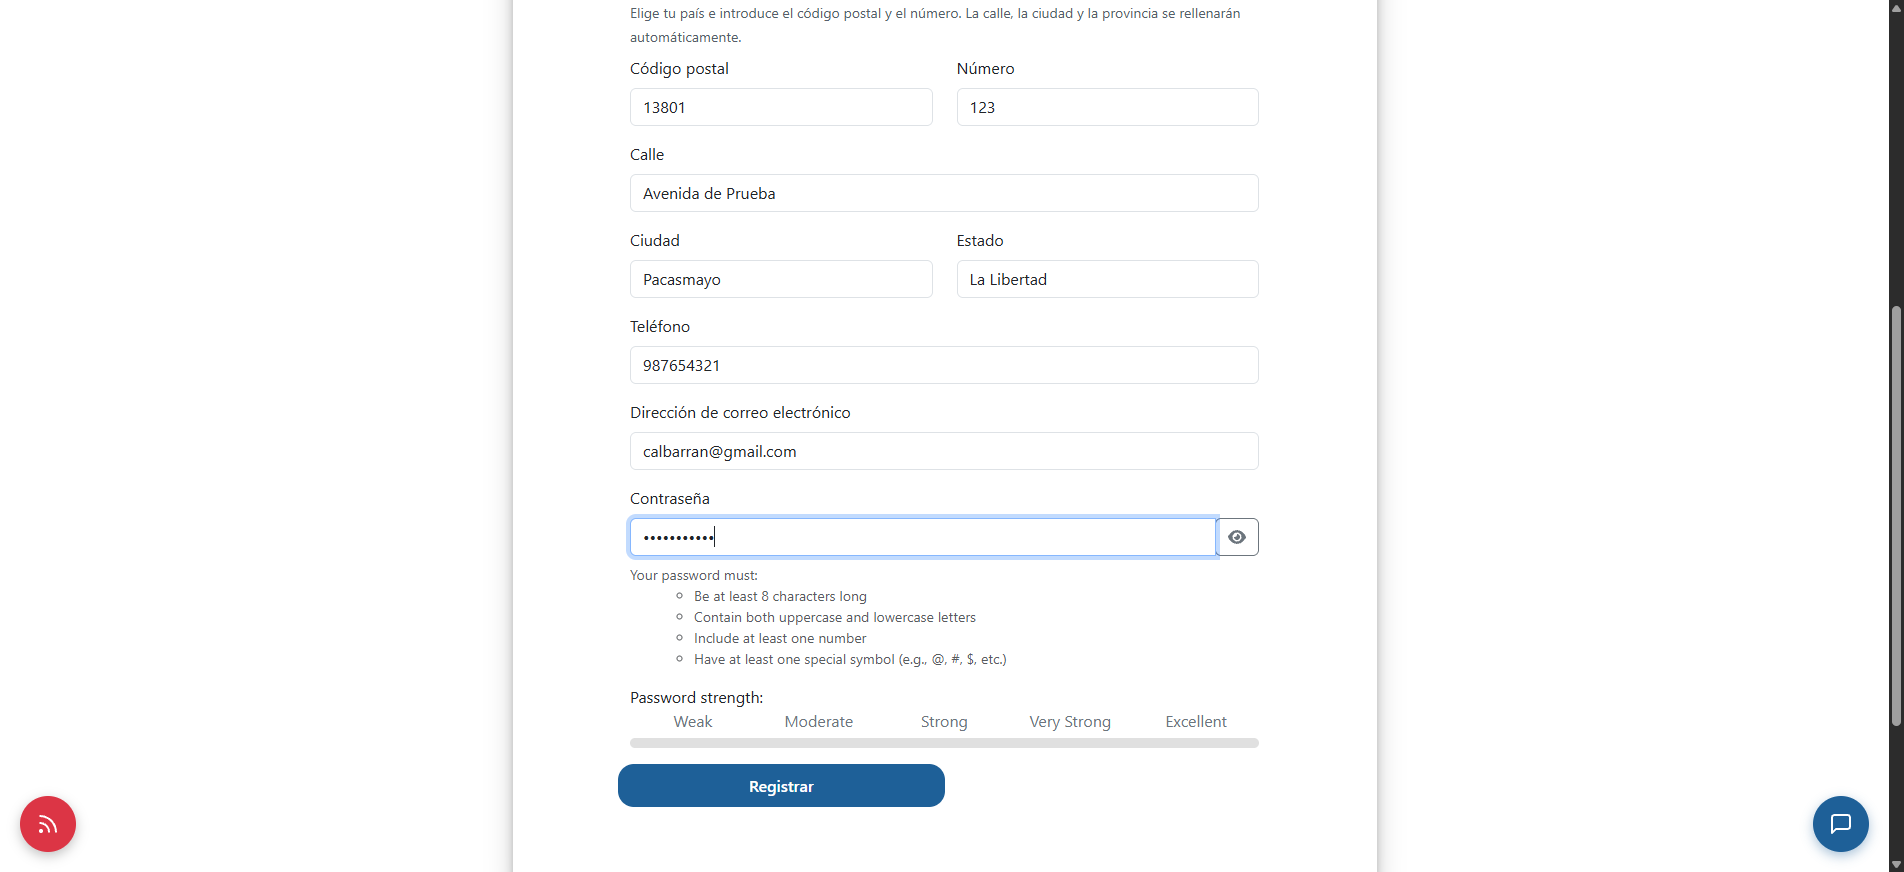 Elige tu país e introduce el código postal y el número. La calle, la ciudad y la provincia se rellenarán
automáticamente.
Código postal
Número
13801
123
Calle
Avenida de Prueba
Ciudad
Estado
Pacasmayo
La Libertad
Teléfono
987654321
Dirección de correo electrónico
calbarran@gmail.com
Contraseña
•••••••••••
Your password must:
Be at least 8 characters long
Contain both uppercase and lowercase letters
Include at least one number
Have at least one special symbol (e.g., @, #, $, etc.)
Password strength:
Weak
Moderate
Strong
Very Strong
Excellent
Registrar